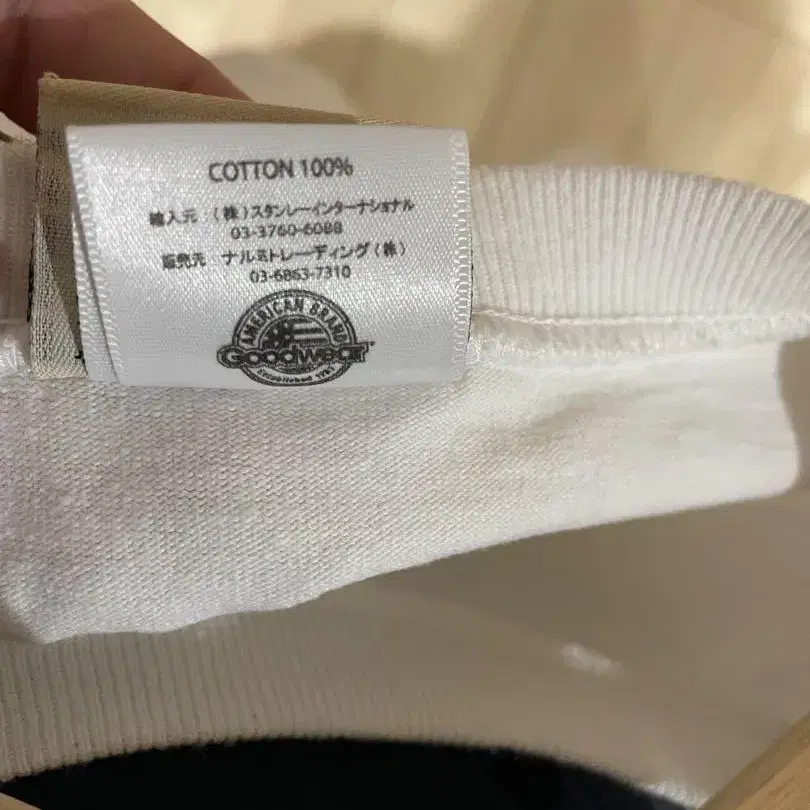 COTTON 100%
輸入元:(株)スタンレーインターナショナル
03-3760-6088
販売元 ナルミトレーディング(株)
03-6863-7310
AMERICAN BRAND
Goodwear®
Established 1983